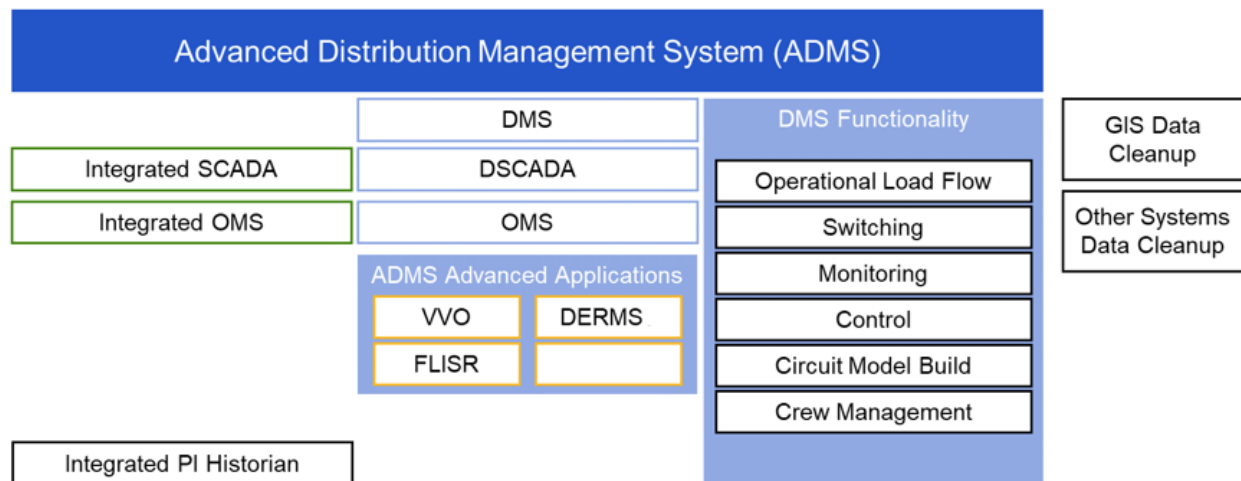 Advanced Distribution Management System (ADMS)
DMS
DMS Functionality
GIS Data
Cleanup
Integrated SCADA
DSCADA
Operational Load Flow
Integrated OMS
OMS
Switching
Other Systems
Data Cleanup
ADMS Advanced Applications
Monitoring
VVO
DERMS
Control
FLISR
Circuit Model Build
Crew Management
Integrated PI Historian